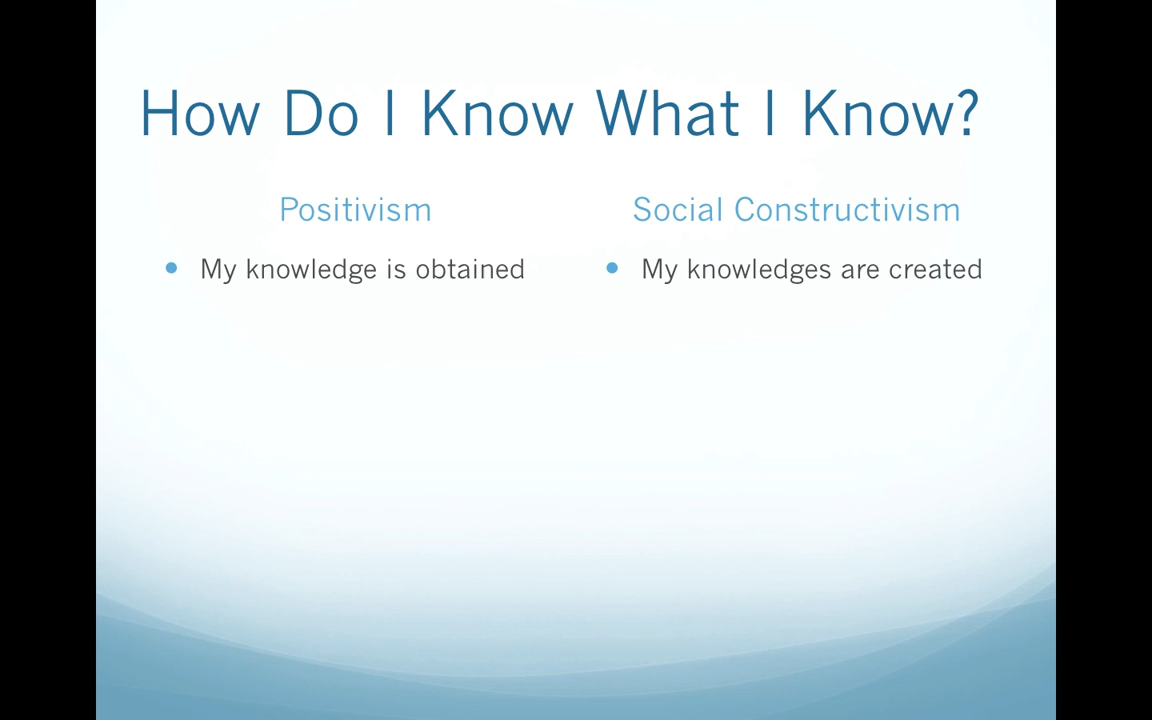 How Do I Know What I Know?
Positivism
• My knowledge is obtained
Social Constructivism
• My knowledges are created